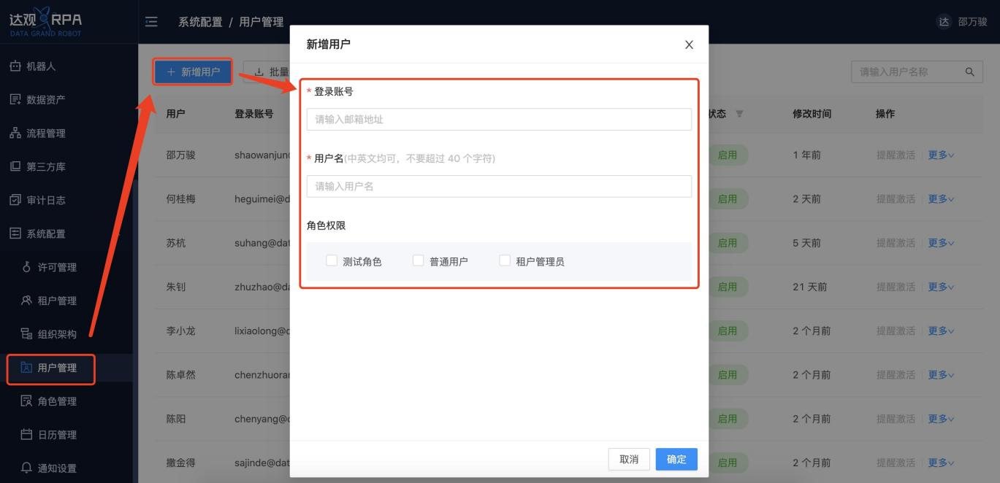 达观 RPA
DATA GRAND ROBOT
系统配置 / 用户管理
达 邵万骏
机器人
数据资产
流程管理
第三方库
审计日志
系统配置
许可管理
租户管理
组织架构
用户管理
角色管理
日历管理
通知设置
+ 新增用户
批量
请输入用户名称
用户 登录账号 状态 修改时间 操作
邵万骏 shaowanjun 启用 1 年前 提醒激活 更多
何桂梅 heguimei@d 启用 2 天前 提醒激活 更多
苏杭 suhang@dat 启用 5 天前 提醒激活 更多
朱钊 zhuzhao@da 启用 21 天前 提醒激活 更多
李小龙 lixiaolong@d 启用 2 个月前 提醒激活 更多
陈卓然 chenzhuoran 启用 2 个月前 提醒激活 更多
陈阳 chenyang@d 启用 2 个月前 提醒激活 更多
撒金得 sajinde@dat 启用 2 个月前 提醒激活 更多
新增用户
* 登录账号
请输入邮箱地址
* 用户名(中英文均可，不要超过 40 个字符)
请输入用户名
角色权限
测试角色 普通用户 租户管理员
取消 确定